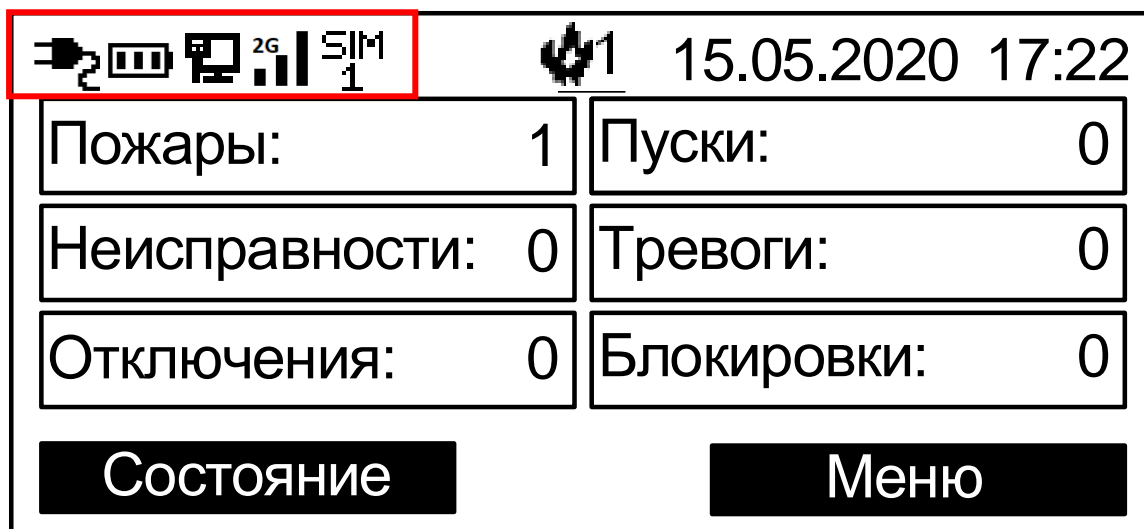 2G SIM 1 1 15.05.2020 17:22
Пожары: 1 Пуски: 0
Неисправности: 0 Тревоги: 0
Отключения: 0 Блокировки: 0
Состояние Меню